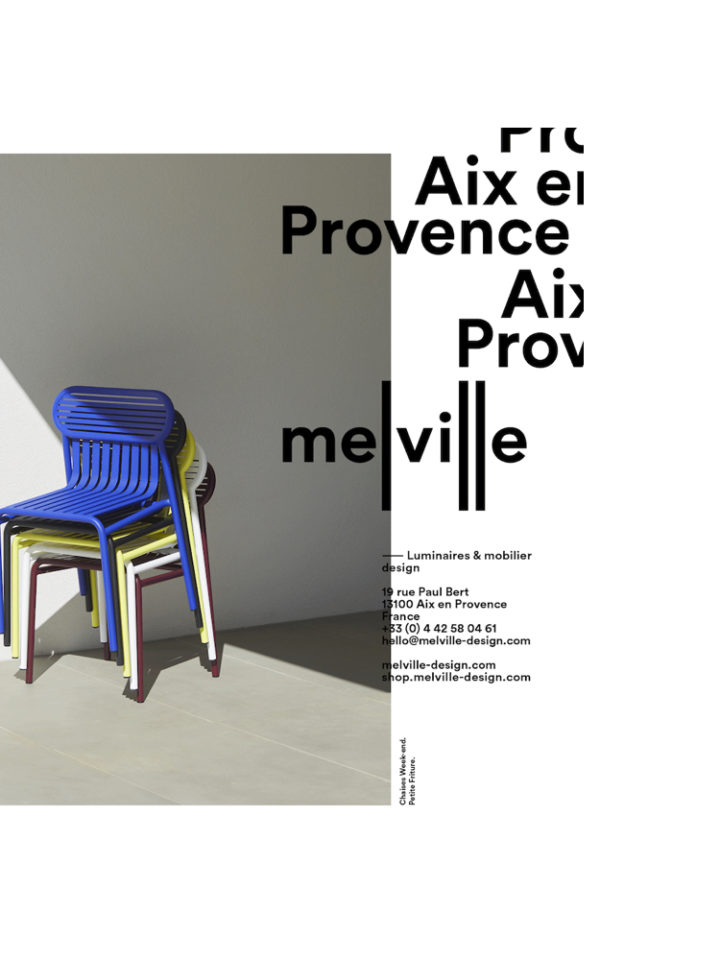 Pro
Aix en
Provence
Aix
Prov
melville
— Luminaires & mobilier
design
19 rue Paul Bert
13100 Aix en Provence
France
+33 (0) 4 42 58 04 61
hello@melville-design.com
melville-design.com
shop.melville-design.com
Chaises Week-end.
Petite Friture.